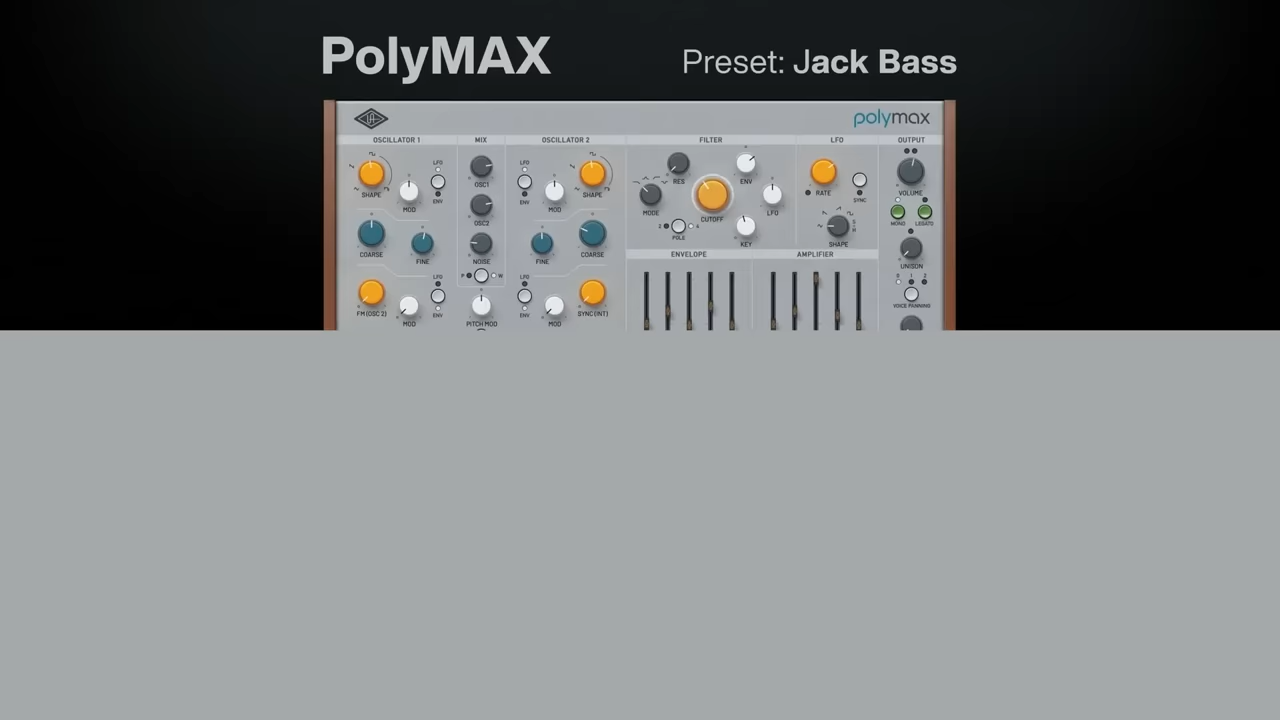 PolyMAX
Preset: Jack Bass
polymax
OSCILLATOR 1 MIX OSCILLATOR 2 FILTER LFO OUTPUT
LFO LFO
OSC1 RES ENV RATE SYNC VOLUME
SHAPE MOD ENV ENV MOD SHAPE MODE CUTOFF LFO MONO LEGATO
OSC2
POLE KEY SHAPE
COARSE FINE NOISE FINE COARSE ENVELOPE AMPLIFIER UNISON
LFO P W LFO 0 1 2
ENV ENV VOICE PANNING
FM (OSC 2) MOD PITCH MOD MOD SYNC (INT)